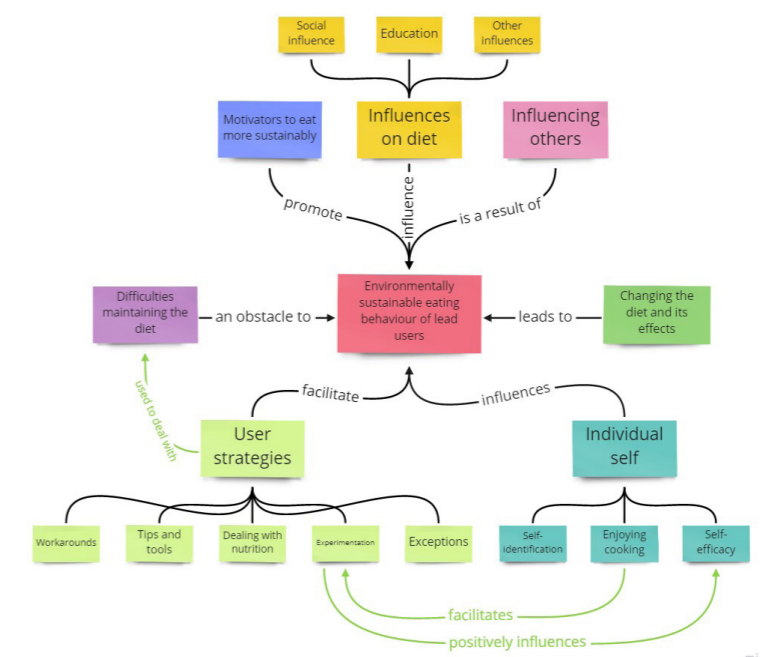 Social
influence
Education
Other
influences
Motivators to eat
more sustainably
Influences
on diet
Influencing
others
promote
influence
is a result of
Difficulties
maintaining the
diet
an obstacle to
Environmentally
sustainable eating
behaviour of lead
users
leads to
Changing the
diet and its
effects
used to deal with
facilitate
influences
User
strategies
Individual
self
Workarounds
Tips and
tools
Dealing with
nutrition
Experimentation
Exceptions
Self-
identification
Enjoying
cooking
Self-
efficacy
facilitates
positively influences